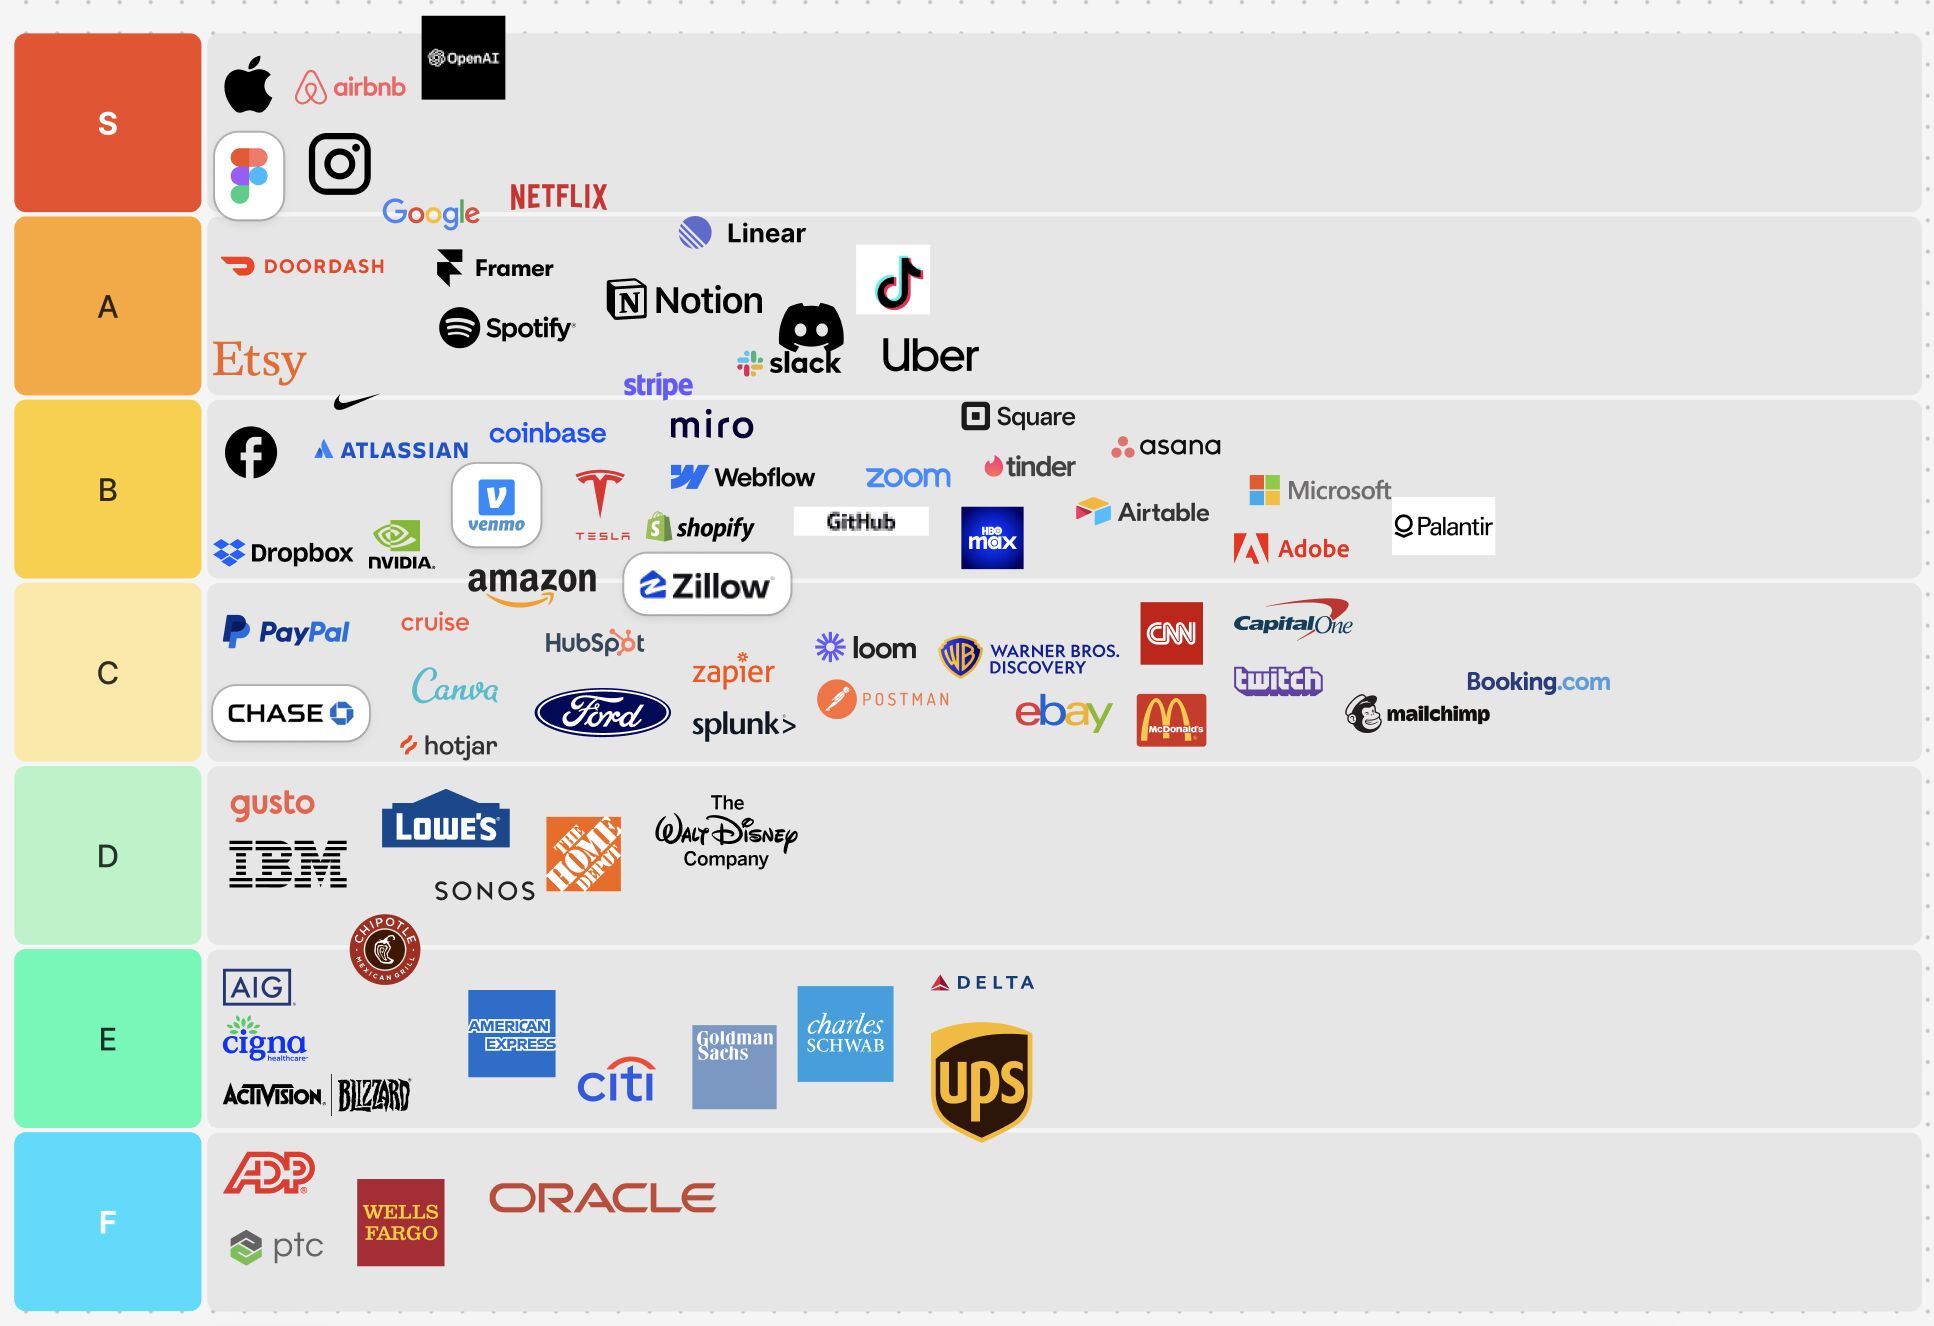 S
airbnb
OpenAI
Google
NETFLIX
A
Linear
DOORDASH
Framer
Notion
Spotify
Etsy
slack
Uber
stripe
B
Square
miro
coinbase
ATLASSIAN
asana
tinder
Webflow
zoom
Microsoft
venmo
TESLA
shopify
GitHub
HBO
max
Airtable
Palantir
Dropbox
NVIDIA.
Adobe
amazon
Zillow
C
PayPal
cruise
HubSpot
loom
WARNER BROS.
DISCOVERY
WB
CNN
Capital One
zapier
Canva
twitch
Booking.com
CHASE
Ford
splunk>
POSTMAN
ebay
McDonald's
mailchimp
hotjar
D
gusto
LOWE'S
The
WALT DISNEY
Company
IBM
THE
HOME
DEPOT
SONOS
CHIPOTLE
MEXICAN GRILL
E
AIG
DELTA
cigna
healthcare
AMERICAN
EXPRESS
Goldman
Sachs
charles
SCHWAB
citi
ups
ACTIVISION
BLIZZARD
F
ADP
WELLS
FARGO
ORACLE
ptc